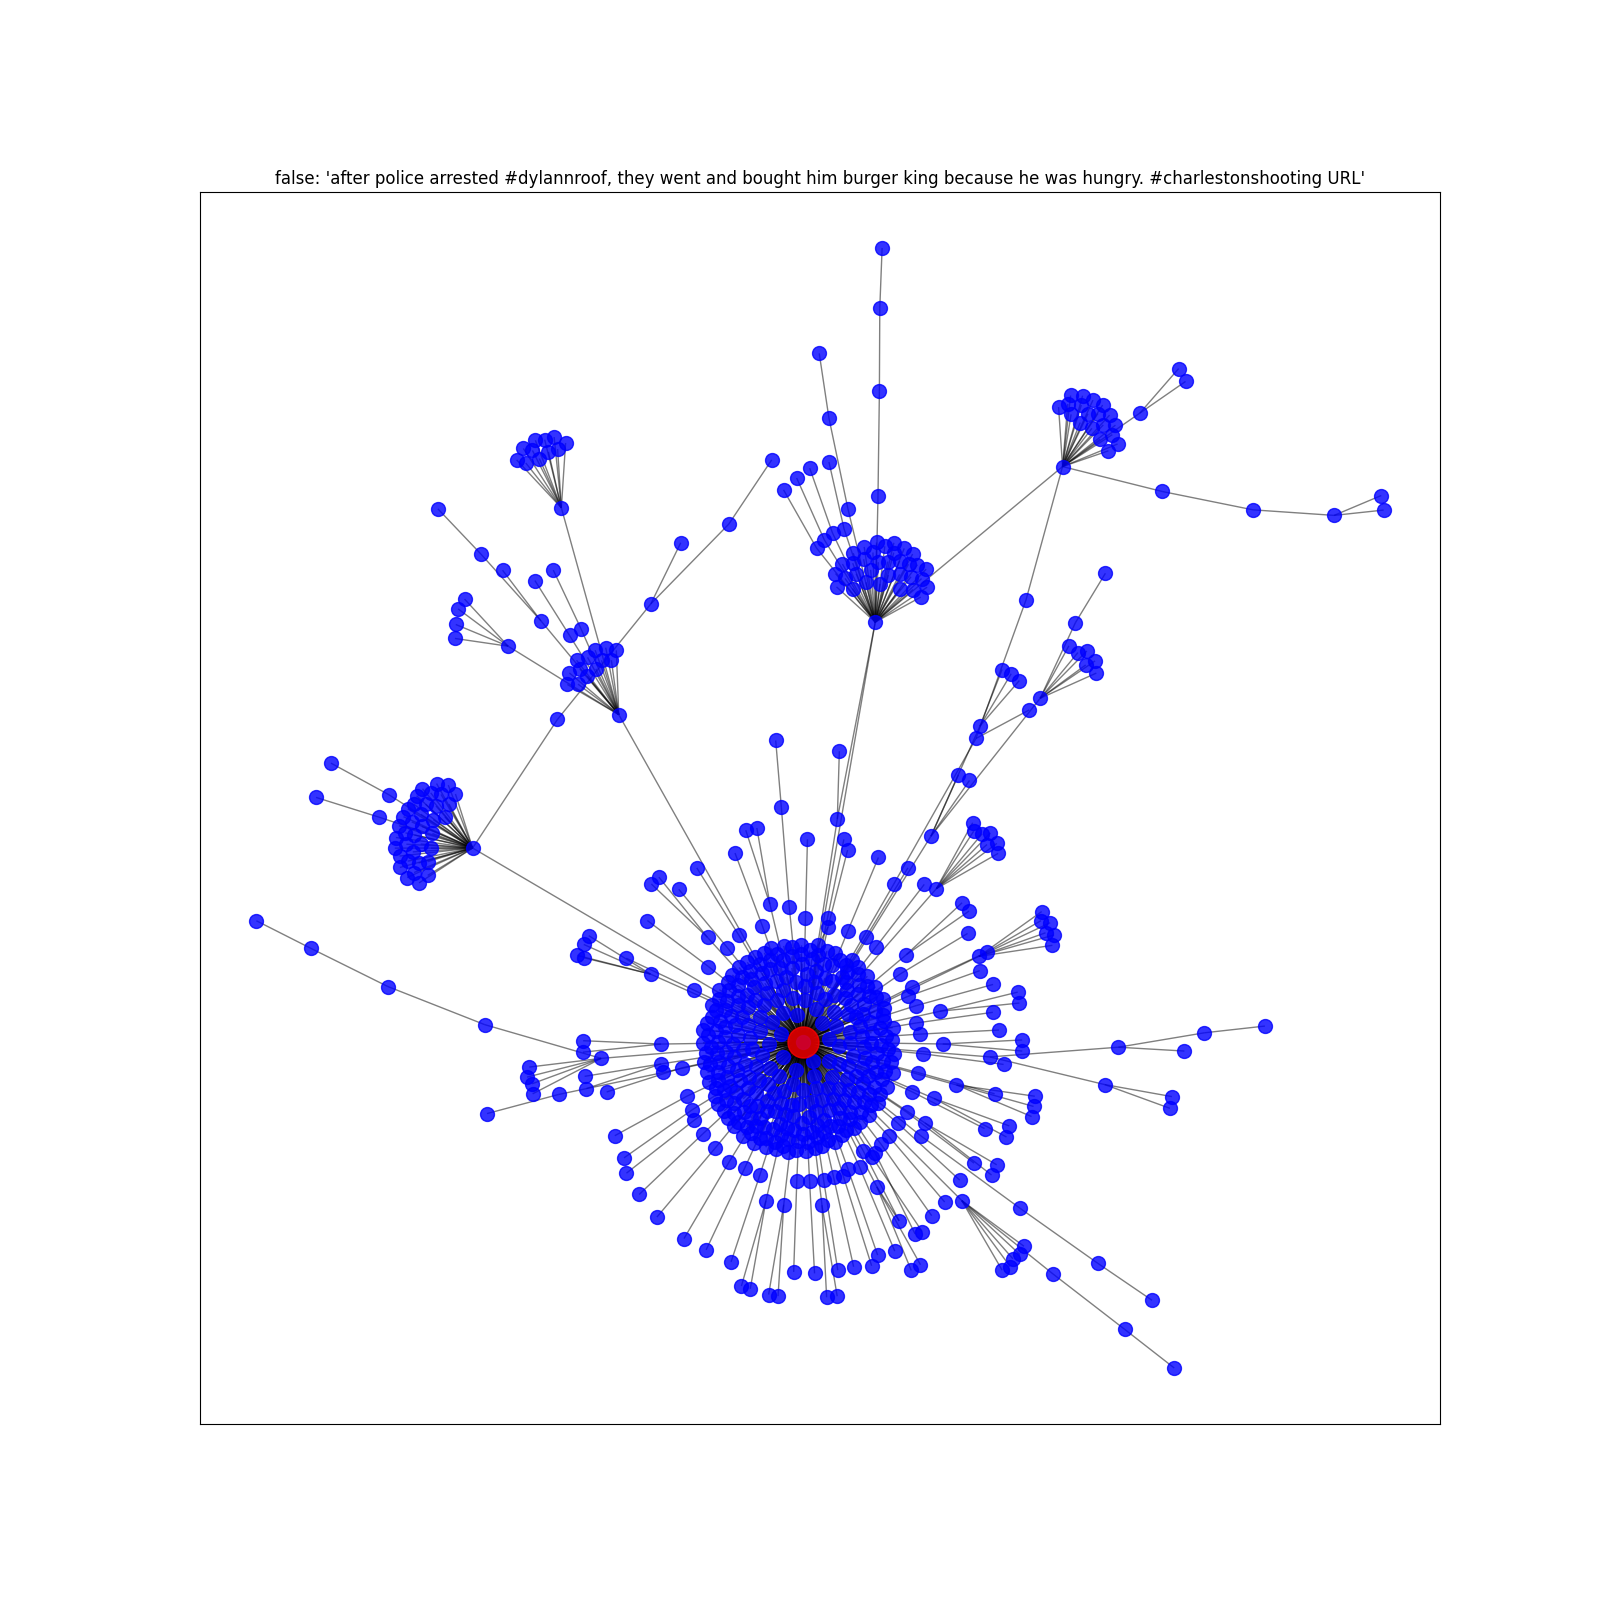 false: 'after police arrested #dylannroof, they went and bought him burger king because he was hungry. #charlestonshooting URL'